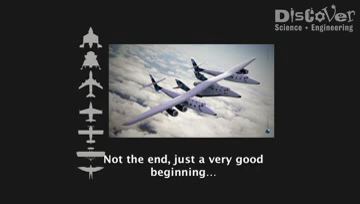 DiscOver
Science • Engineering
Not the end, just a very good
beginning…